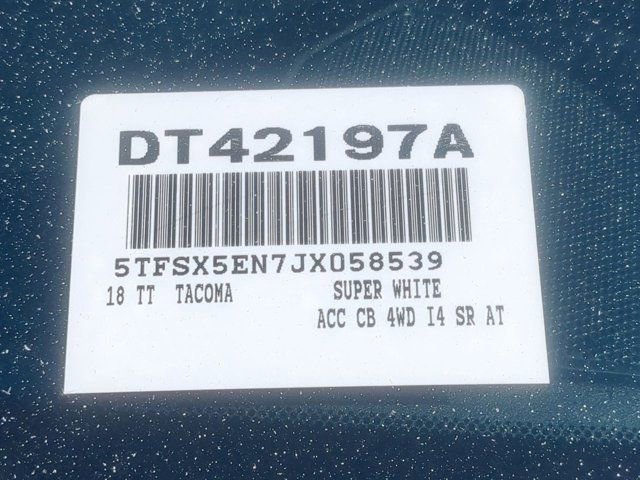 DT42197A
5TFSX5EN7JX058539
18 TT TACOMA SUPER WHITE
ACC CB 4WD I4 SR AT